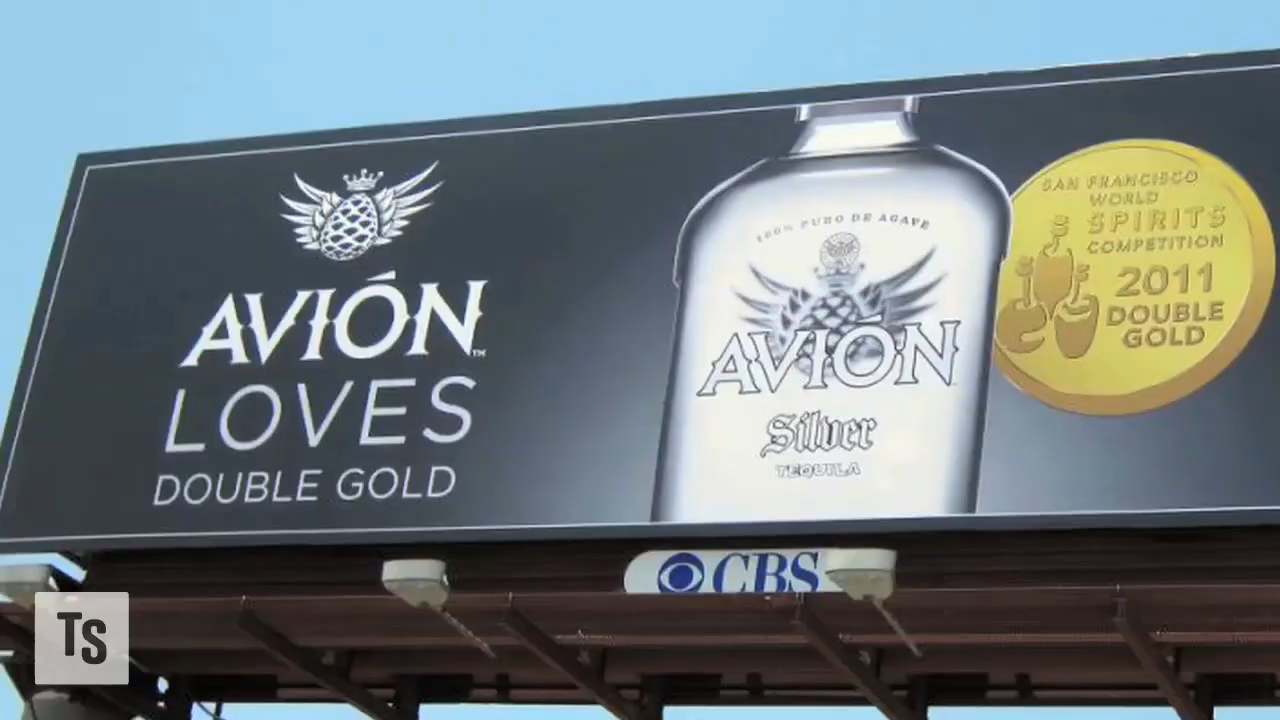 AVIÓN™
LOVES
DOUBLE GOLD
100% PURO DE AGAVE
AVIÓN
Silver
TEQUILA
SAN FRANCISCO
WORLD
SPIRITS
COMPETITION
2011
DOUBLE
GOLD
CBS
Ts